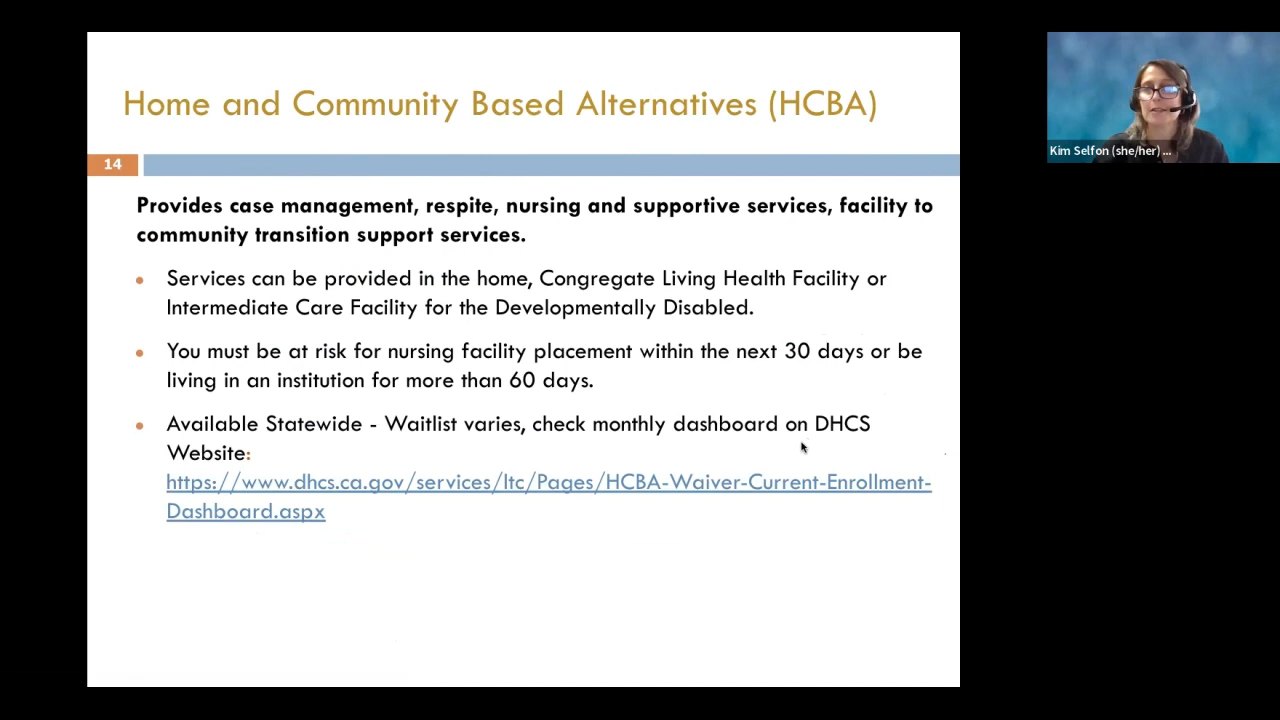 Home and Community Based Alternatives (HCBA)
14
Provides case management, respite, nursing and supportive services, facility to
community transition support services.
• Services can be provided in the home, Congregate Living Health Facility or
Intermediate Care Facility for the Developmentally Disabled.
• You must be at risk for nursing facility placement within the next 30 days or be
living in an institution for more than 60 days.
• Available Statewide - Waitlist varies, check monthly dashboard on DHCS
Website:
https://www.dhcs.ca.gov/services/ltc/Pages/HCBA-Waiver-Current-Enrollment-
Dashboard.aspx
Kim Selfon (she/her) ...